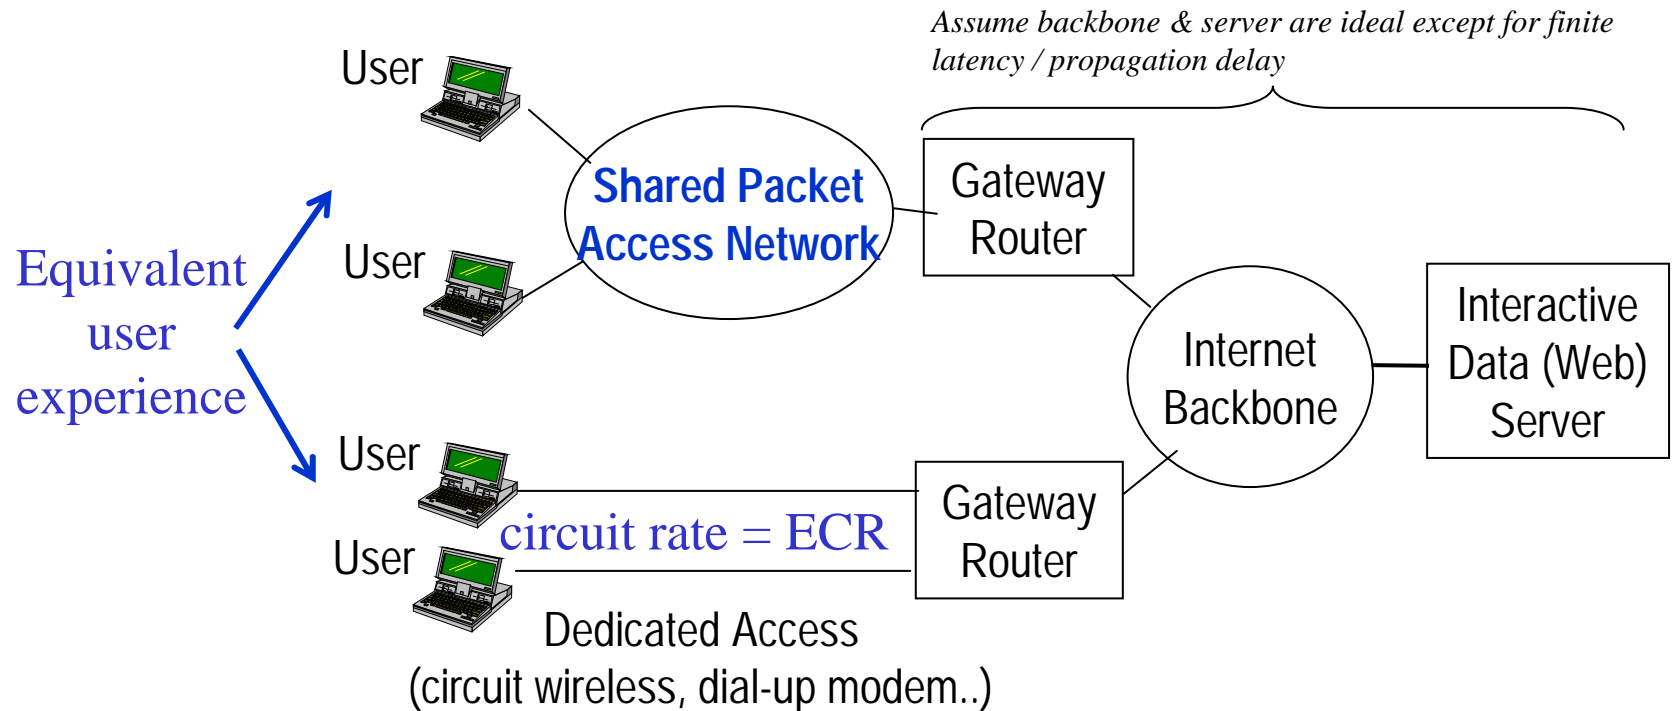 Assume backbone & server are ideal except for finite
latency / propagation delay
User
Shared Packet
Access Network
Gateway
Router
User
Equivalent
user
experience
Internet
Backbone
Interactive
Data (Web)
Server
User
circuit rate = ECR
User
Gateway
Router
Dedicated Access
(circuit wireless, dial-up modem..)